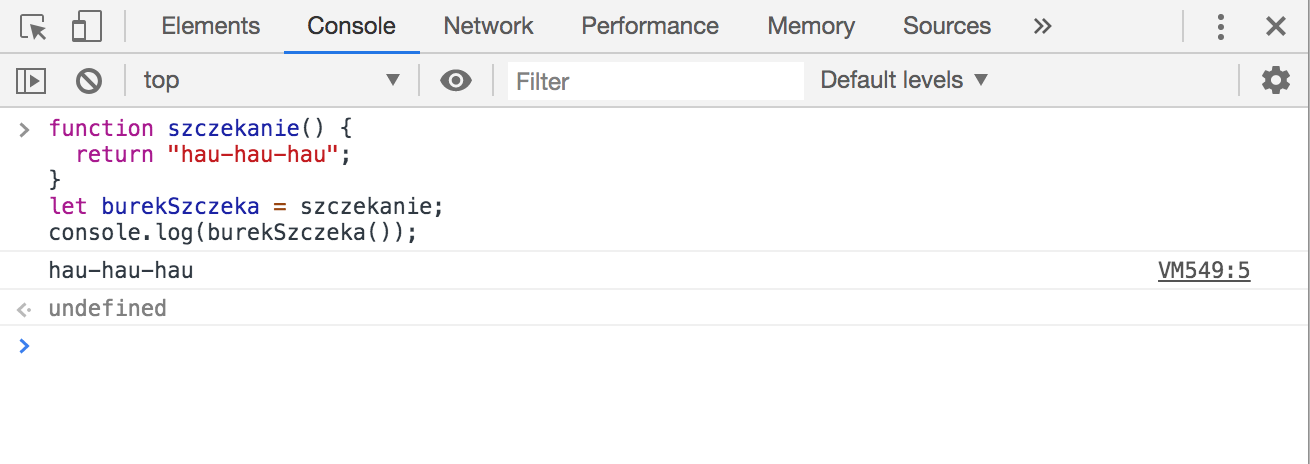 Elements Console Network Performance Memory Sources
top Filter Default levels
function szczekanie() {
  return "hau-hau-hau";
}
let burekSzczeka = szczekanie;
console.log(burekSzczeka());
hau-hau-hau VM549:5
undefined